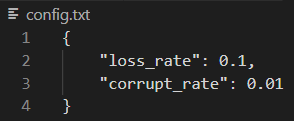 config.txt
1 {
2 "loss_rate": 0.1,
3 "corrupt_rate": 0.01
4 }